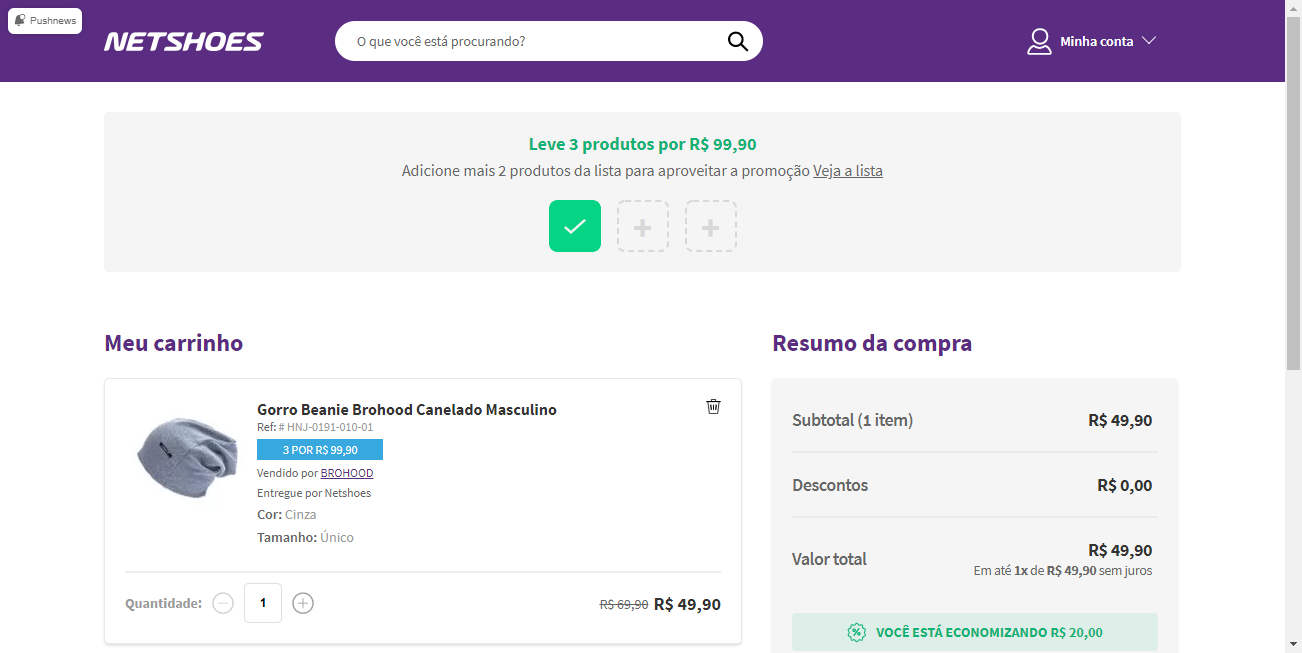 Pushnews
NETSHOES
O que você está procurando?
Minha conta
Leve 3 produtos por R$ 99,90
Adicione mais 2 produtos da lista para aproveitar a promoção Veja a lista
Meu carrinho
Gorro Beanie Brohood Canelado Masculino
Ref: # HNJ-0191-010-01
3 POR R$ 99,90
Vendido por BROHOOD
Entregue por Netshoes
Cor: Cinza
Tamanho: Único
Quantidade: 1
R$ 69,90 R$ 49,90
Resumo da compra
Subtotal (1 item) R$ 49,90
Descontos R$ 0,00
Valor total R$ 49,90
Em até 1x de R$ 49,90 sem juros
VOCÊ ESTÁ ECONOMIZANDO R$ 20,00